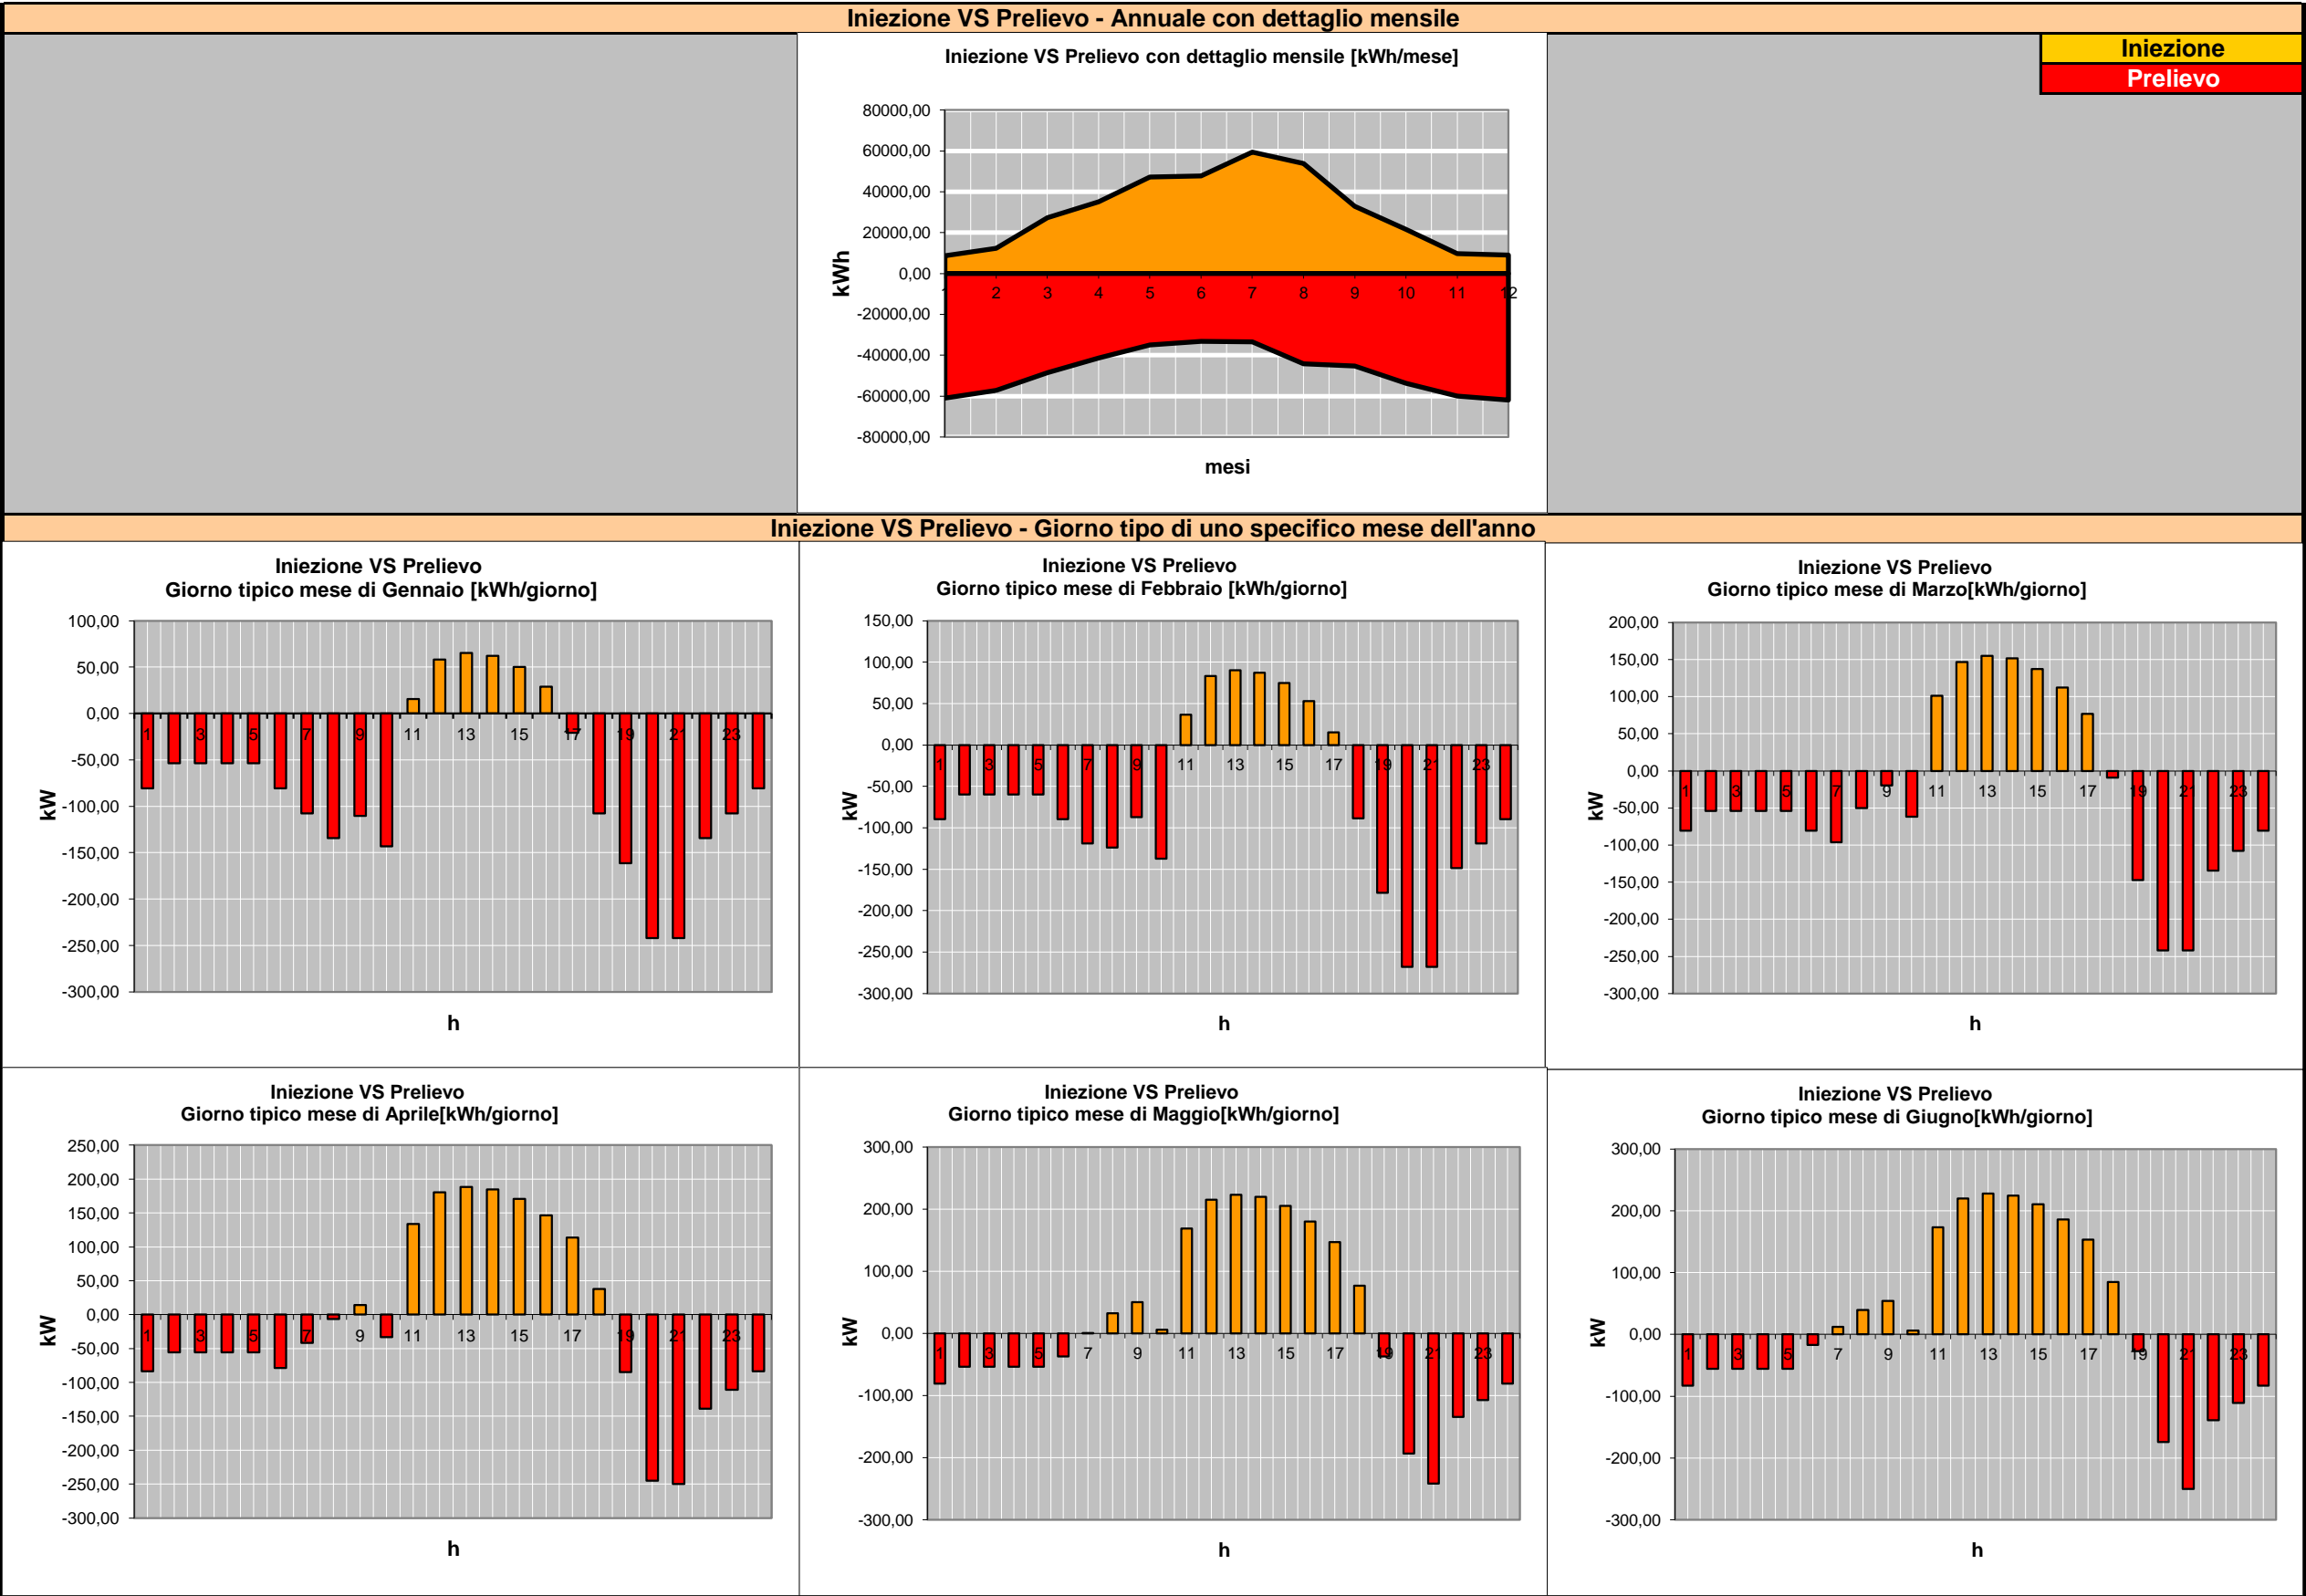 Iniezione VS Prelievo - Annuale con dettaglio mensile
Iniezione
Prelievo
Iniezione VS Prelievo con dettaglio mensile [kWh/mese]
80000,00
60000,00
40000,00
20000,00
0,00
-20000,00
-40000,00
-60000,00
-80000,00
kWh
1 2 3 4 5 6 7 8 9 10 11 12
mesi
Iniezione VS Prelievo - Giorno tipo di uno specifico mese dell'anno
Iniezione VS Prelievo
Giorno tipico mese di Gennaio [kWh/giorno]
100,00
50,00
0,00
-50,00
-100,00
-150,00
-200,00
-250,00
-300,00
kW
1 3 5 7 9 11 13 15 17 19 21 23
h
Iniezione VS Prelievo
Giorno tipico mese di Febbraio [kWh/giorno]
150,00
100,00
50,00
0,00
-50,00
-100,00
-150,00
-200,00
-250,00
-300,00
kW
1 3 5 7 9 11 13 15 17 19 21 23
h
Iniezione VS Prelievo
Giorno tipico mese di Marzo[kWh/giorno]
200,00
150,00
100,00
50,00
0,00
-50,00
-100,00
-150,00
-200,00
-250,00
-300,00
kW
1 3 5 7 9 11 13 15 17 19 21 23
h
Iniezione VS Prelievo
Giorno tipico mese di Aprile[kWh/giorno]
250,00
200,00
150,00
100,00
50,00
0,00
-50,00
-100,00
-150,00
-200,00
-250,00
-300,00
kW
1 3 5 7 9 11 13 15 17 19 21 23
h
Iniezione VS Prelievo
Giorno tipico mese di Maggio[kWh/giorno]
300,00
200,00
100,00
0,00
-100,00
-200,00
-300,00
kW
1 3 5 7 9 11 13 15 17 19 21 23
h
Iniezione VS Prelievo
Giorno tipico mese di Giugno[kWh/giorno]
300,00
200,00
100,00
0,00
-100,00
-200,00
-300,00
kW
1 3 5 7 9 11 13 15 17 19 21 23
h